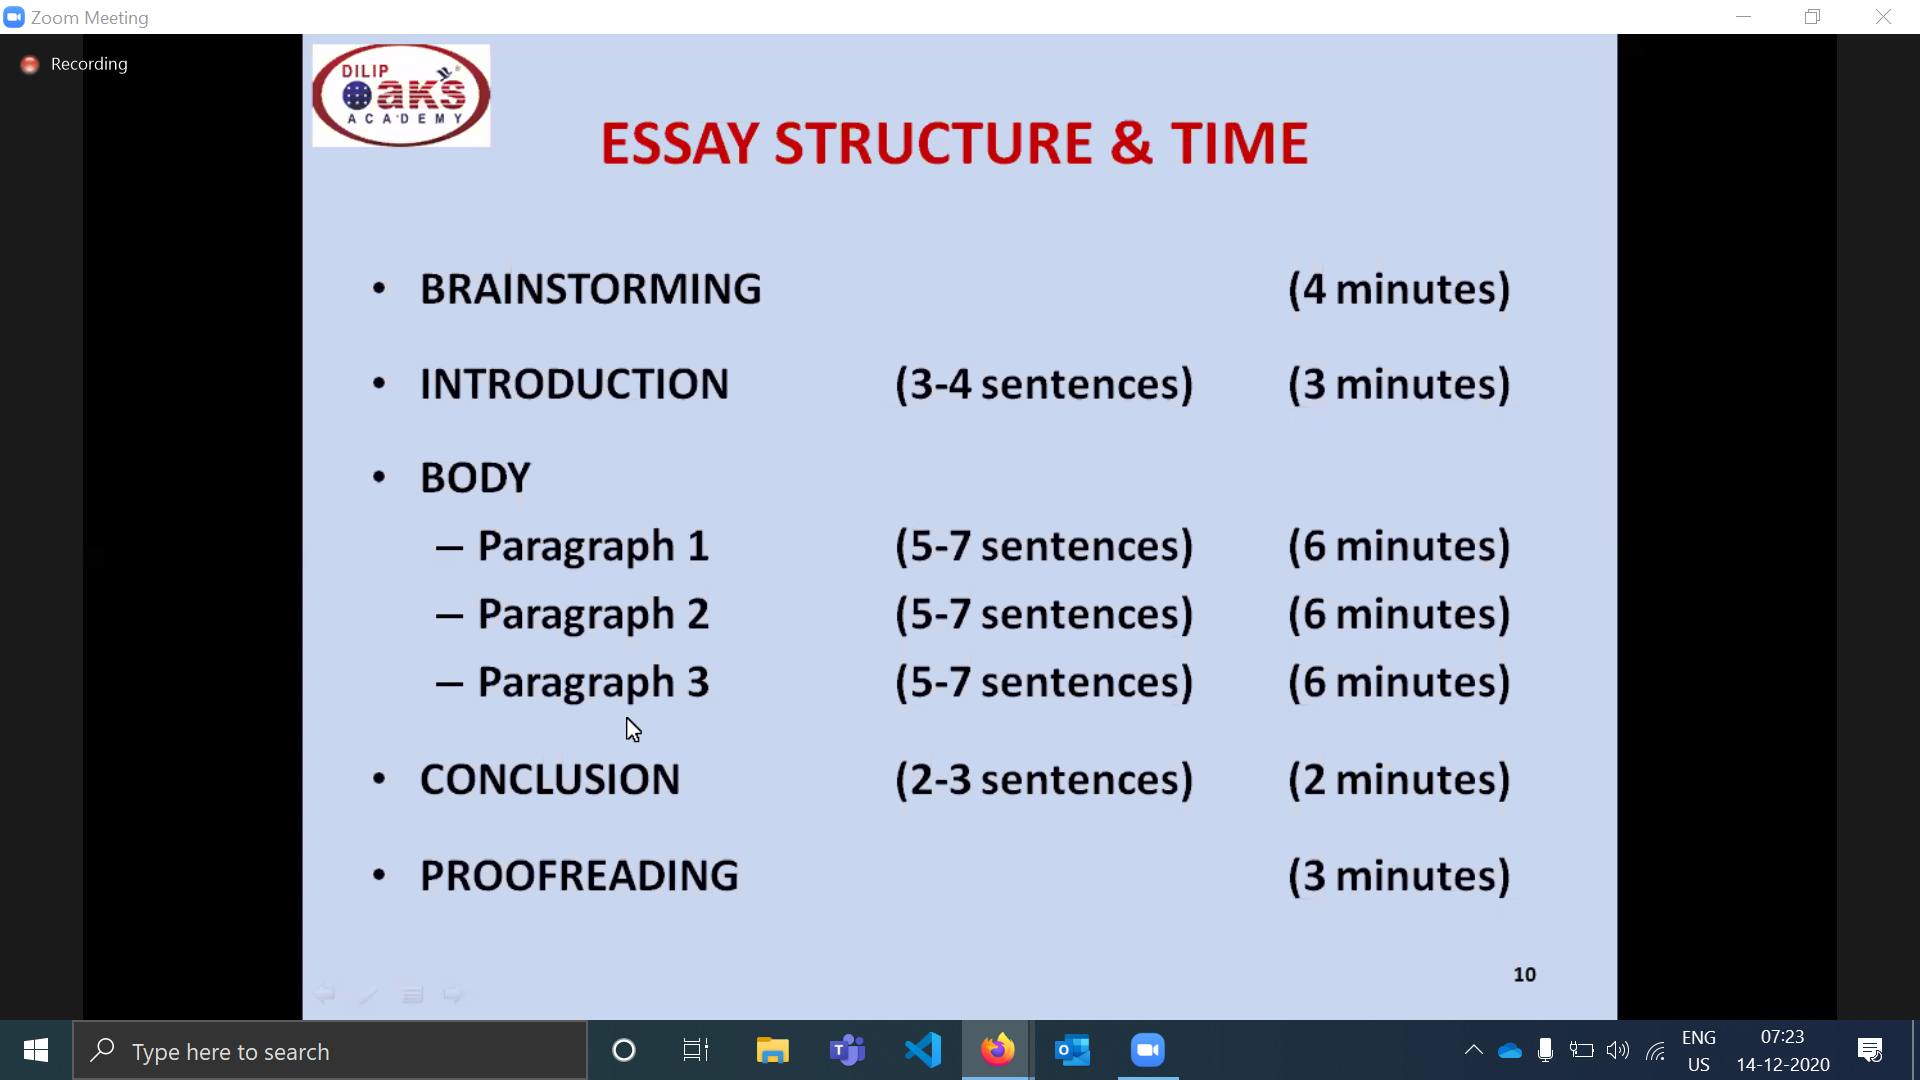 Zoom Meeting
Recording
DILIP
Oaks
ACADEMY
ESSAY STRUCTURE & TIME
• BRAINSTORMING (4 minutes)
• INTRODUCTION (3-4 sentences) (3 minutes)
• BODY
– Paragraph 1 (5-7 sentences) (6 minutes)
– Paragraph 2 (5-7 sentences) (6 minutes)
– Paragraph 3 (5-7 sentences) (6 minutes)
• CONCLUSION (2-3 sentences) (2 minutes)
• PROOFREADING (3 minutes)
10
Type here to search
ENG
US
07:23
14-12-2020